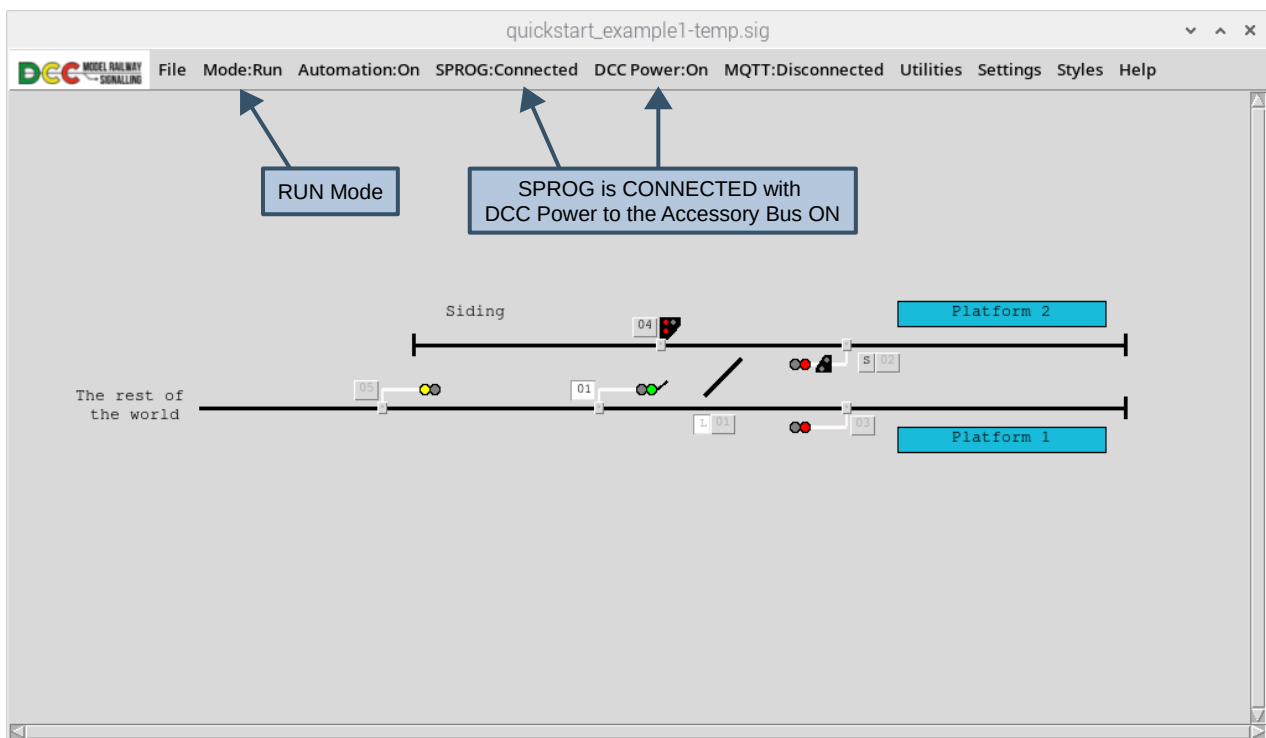 quickstart_example1-temp.sig
DCC MODEL RAILWAY SIGNALLING File Mode:Run Automation:On SPROG:Connected DCC Power:On MQTT:Disconnected Utilities Settings Styles Help
RUN Mode
SPROG is CONNECTED with
DCC Power to the Accessory Bus ON
Siding
04
Platform 2
S 02
05
01
The rest of
the world
L 01
03
Platform 1